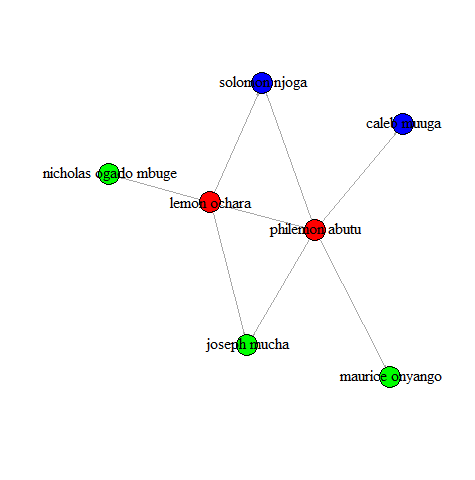 solomon njoga
caleb muuga
nicholas ogado mbuge
lemon ochara
philemon abutu
joseph mucha
maurice onyango